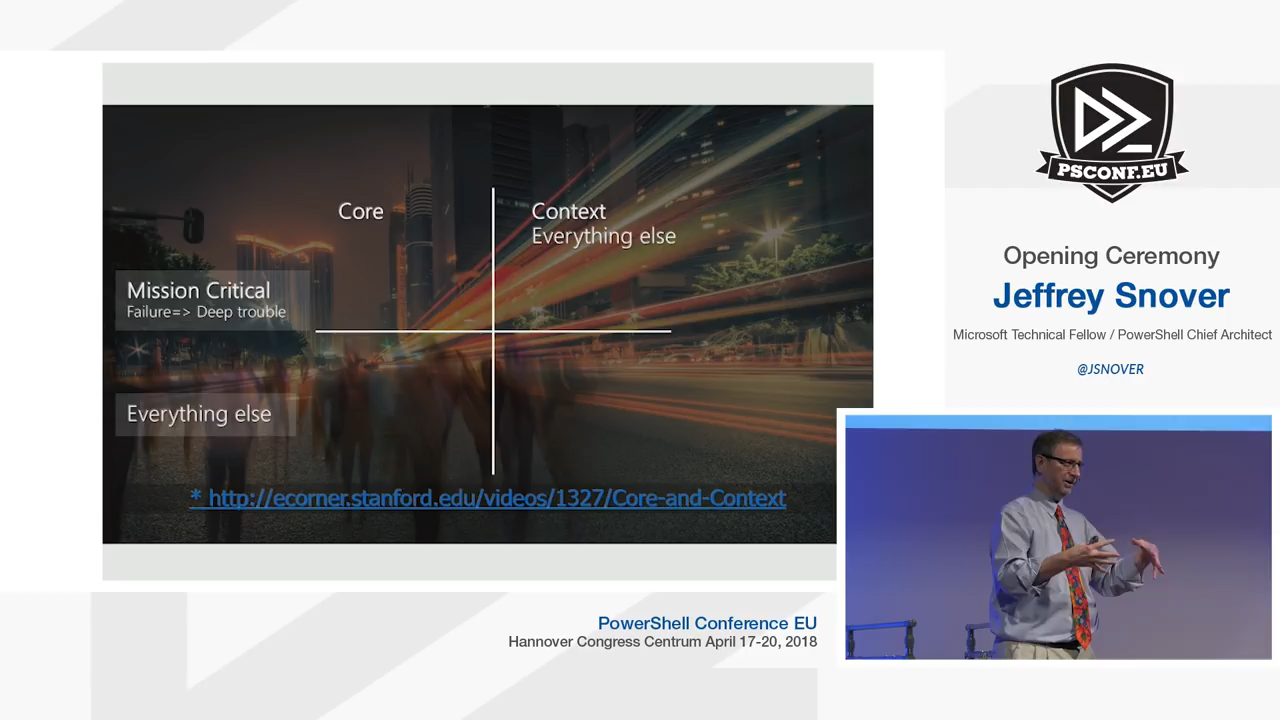 Core
Context
Everything else
Mission Critical
Failure=> Deep trouble
Everything else
* http://ecorner.stanford.edu/videos/1327/Core-and-Context
PSCONF.EU
Opening Ceremony
Jeffrey Snover
Microsoft Technical Fellow / PowerShell Chief Architect
@JSNOVER
PowerShell Conference EU
Hannover Congress Centrum April 17-20, 2018